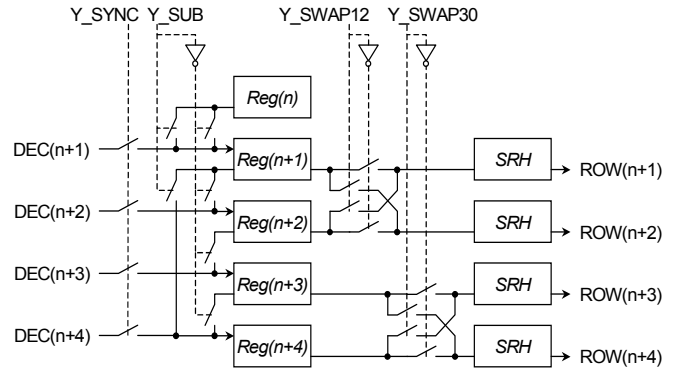 Y_SYNC Y_SUB Y_SWAP12 Y_SWAP30
Reg(n)
DEC(n+1) Reg(n+1) SRH ROW(n+1)
DEC(n+2) Reg(n+2) SRH ROW(n+2)
DEC(n+3) Reg(n+3) SRH ROW(n+3)
DEC(n+4) Reg(n+4) SRH ROW(n+4)